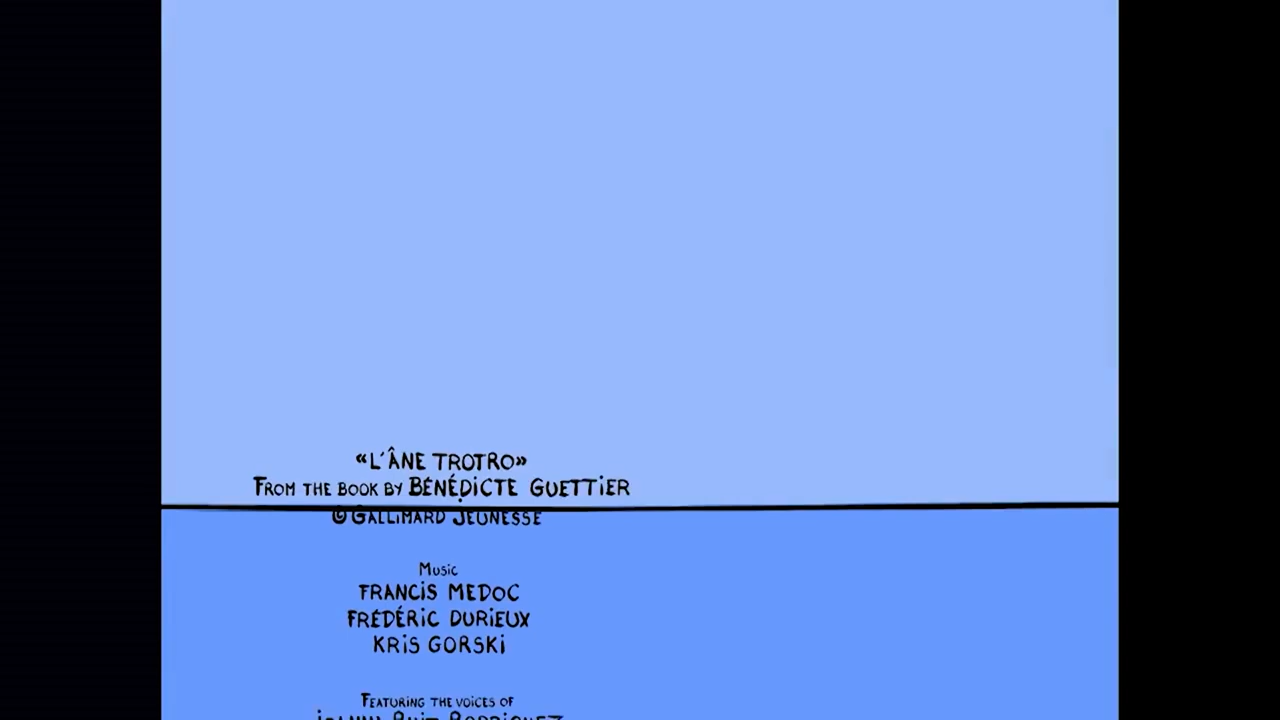 «L'ÂNE TROTRO»
FROM THE BOOK BY BÉNÉDICTE GUETTIER
© GALLIMARD JEUNESSE
MUSIC
FRANCIS MEDOC
FRÉDÉRIC DURIEUX
KRIS GORSKI
FEATURING THE VOICES OF